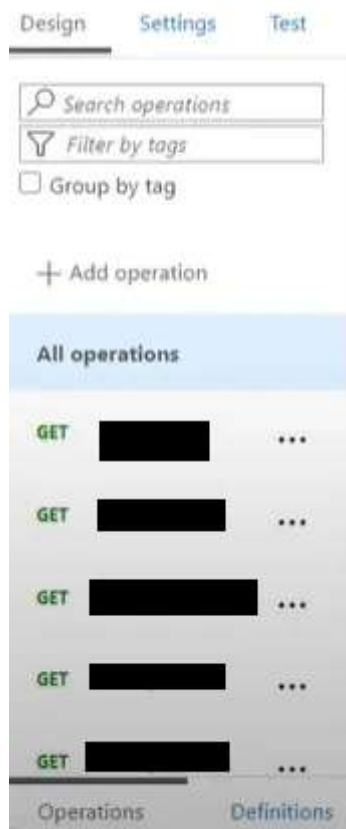 Design Settings Test
Search operations
Filter by tags
Group by tag
+ Add operation
All operations
GET ...
GET ...
GET ...
GET ...
GET ...
Operations Definitions